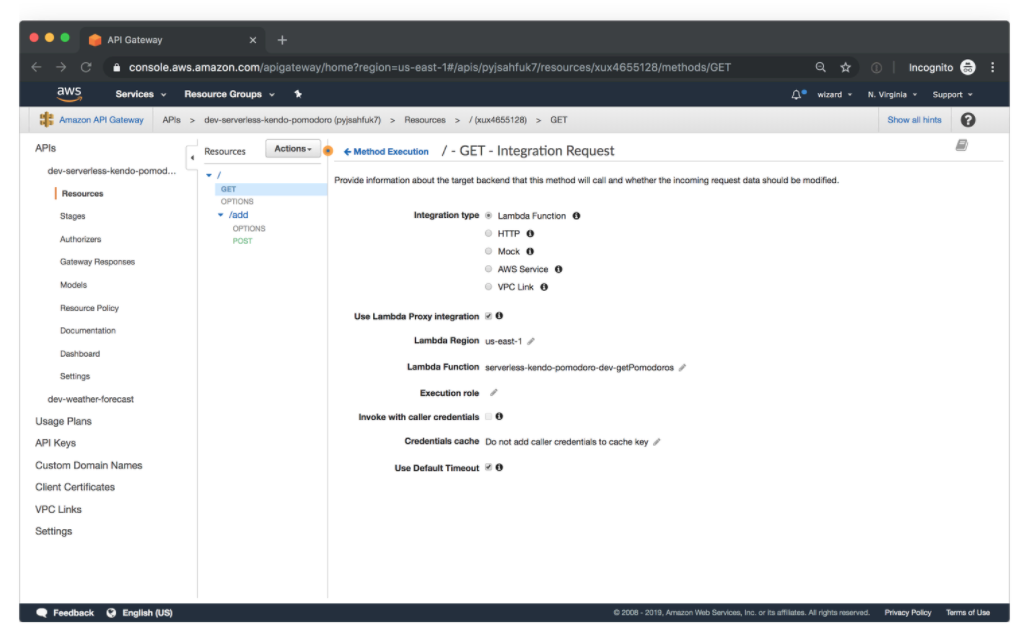 API Gateway
console.aws.amazon.com/apigateway/home?region=us-east-1#/apis/pyjsahfuk7/resources/xux4655128/methods/GET
Incognito
aws Services Resource Groups wizard N. Virginia Support
Amazon API Gateway APIs > dev-serverless-kendo-pomodoro (pyjsahfuk7) > Resources > / (xux4655128) > GET Show all hints ?
APIs
dev-serverless-kendo-pomod...
Resources
Stages
Authorizers
Gateway Responses
Models
Resource Policy
Documentation
Dashboard
Settings
dev-weather-forecast
Usage Plans
API Keys
Custom Domain Names
Client Certificates
VPC Links
Settings
Resources Actions
/
GET
OPTIONS
/add
OPTIONS
POST
Method Execution / - GET - Integration Request
Provide information about the target backend that this method will call and whether the incoming request data should be modified.
Integration type Lambda Function
HTTP
Mock
AWS Service
VPC Link
Use Lambda Proxy integration
Lambda Region us-east-1
Lambda Function serverless-kendo-pomodoro-dev-getPomodoros
Execution role
Invoke with caller credentials
Credentials cache Do not add caller credentials to cache key
Use Default Timeout
Feedback English (US) © 2008 - 2019, Amazon Web Services, Inc. or its affiliates. All rights reserved. Privacy Policy Terms of Use